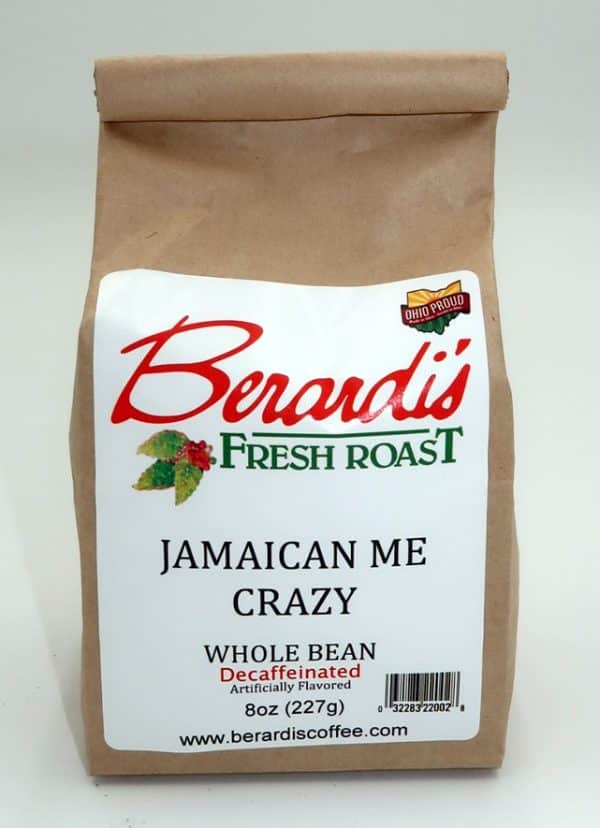 OHIO PROUD
Berardi's
FRESH ROAST
JAMAICAN ME
CRAZY
WHOLE BEAN
Decaffeinated
Artificially Flavored
8oz (227g)
0 32283 22002 8
www.berardiscoffee.com